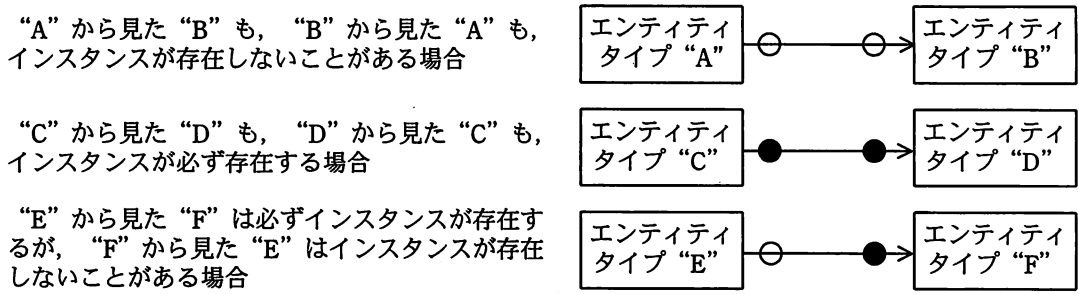 “A”から見た“B”も，“B”から見た“A”も，
インスタンスが存在しないことがある場合
エンティティ
タイプ“A”
エンティティ
タイプ“B”
“C”から見た“D”も，“D”から見た“C”も，
インスタンスが必ず存在する場合
エンティティ
タイプ“C”
エンティティ
タイプ“D”
“E”から見た“F”は必ずインスタンスが存在す
るが，“F”から見た“E”はインスタンスが存在
しないことがある場合
エンティティ
タイプ“E”
エンティティ
タイプ“F”